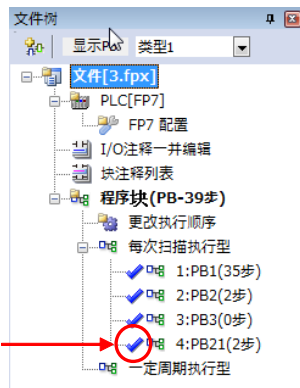 文件树
显示Pos 类型1
文件[3.fpx]
PLC[FP7]
FP7 配置
I/O注释一并编辑
块注释列表
程序块(PB-39步)
更改执行顺序
每次扫描执行型
1:PB1(35步)
2:PB2(2步)
3:PB3(0步)
4:PB21(2步)
一定周期执行型